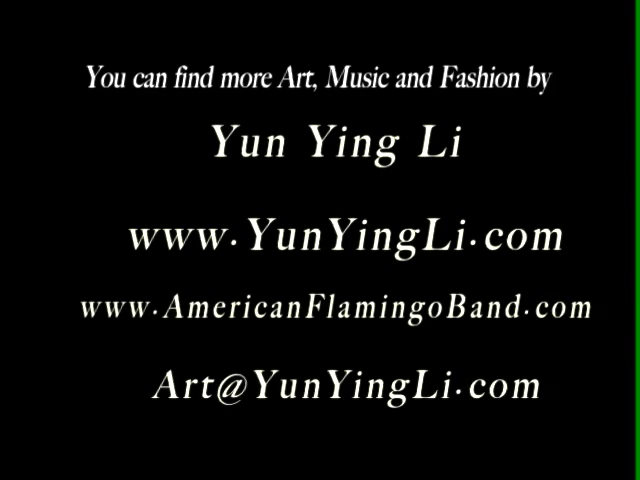 You can find more Art, Music and Fashion by
Yun Ying Li
www.YunYingLi.com
www.AmericanFlamingoBand.com
Art@YunYingLi.com